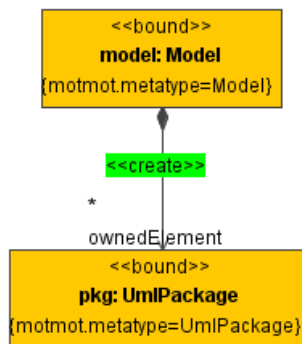 <<bound>>
model: Model
{motmot.metatype=Model}
<<create>>
*
ownedElement
<<bound>>
pkg: UmlPackage
{motmot.metatype=UmlPackage}